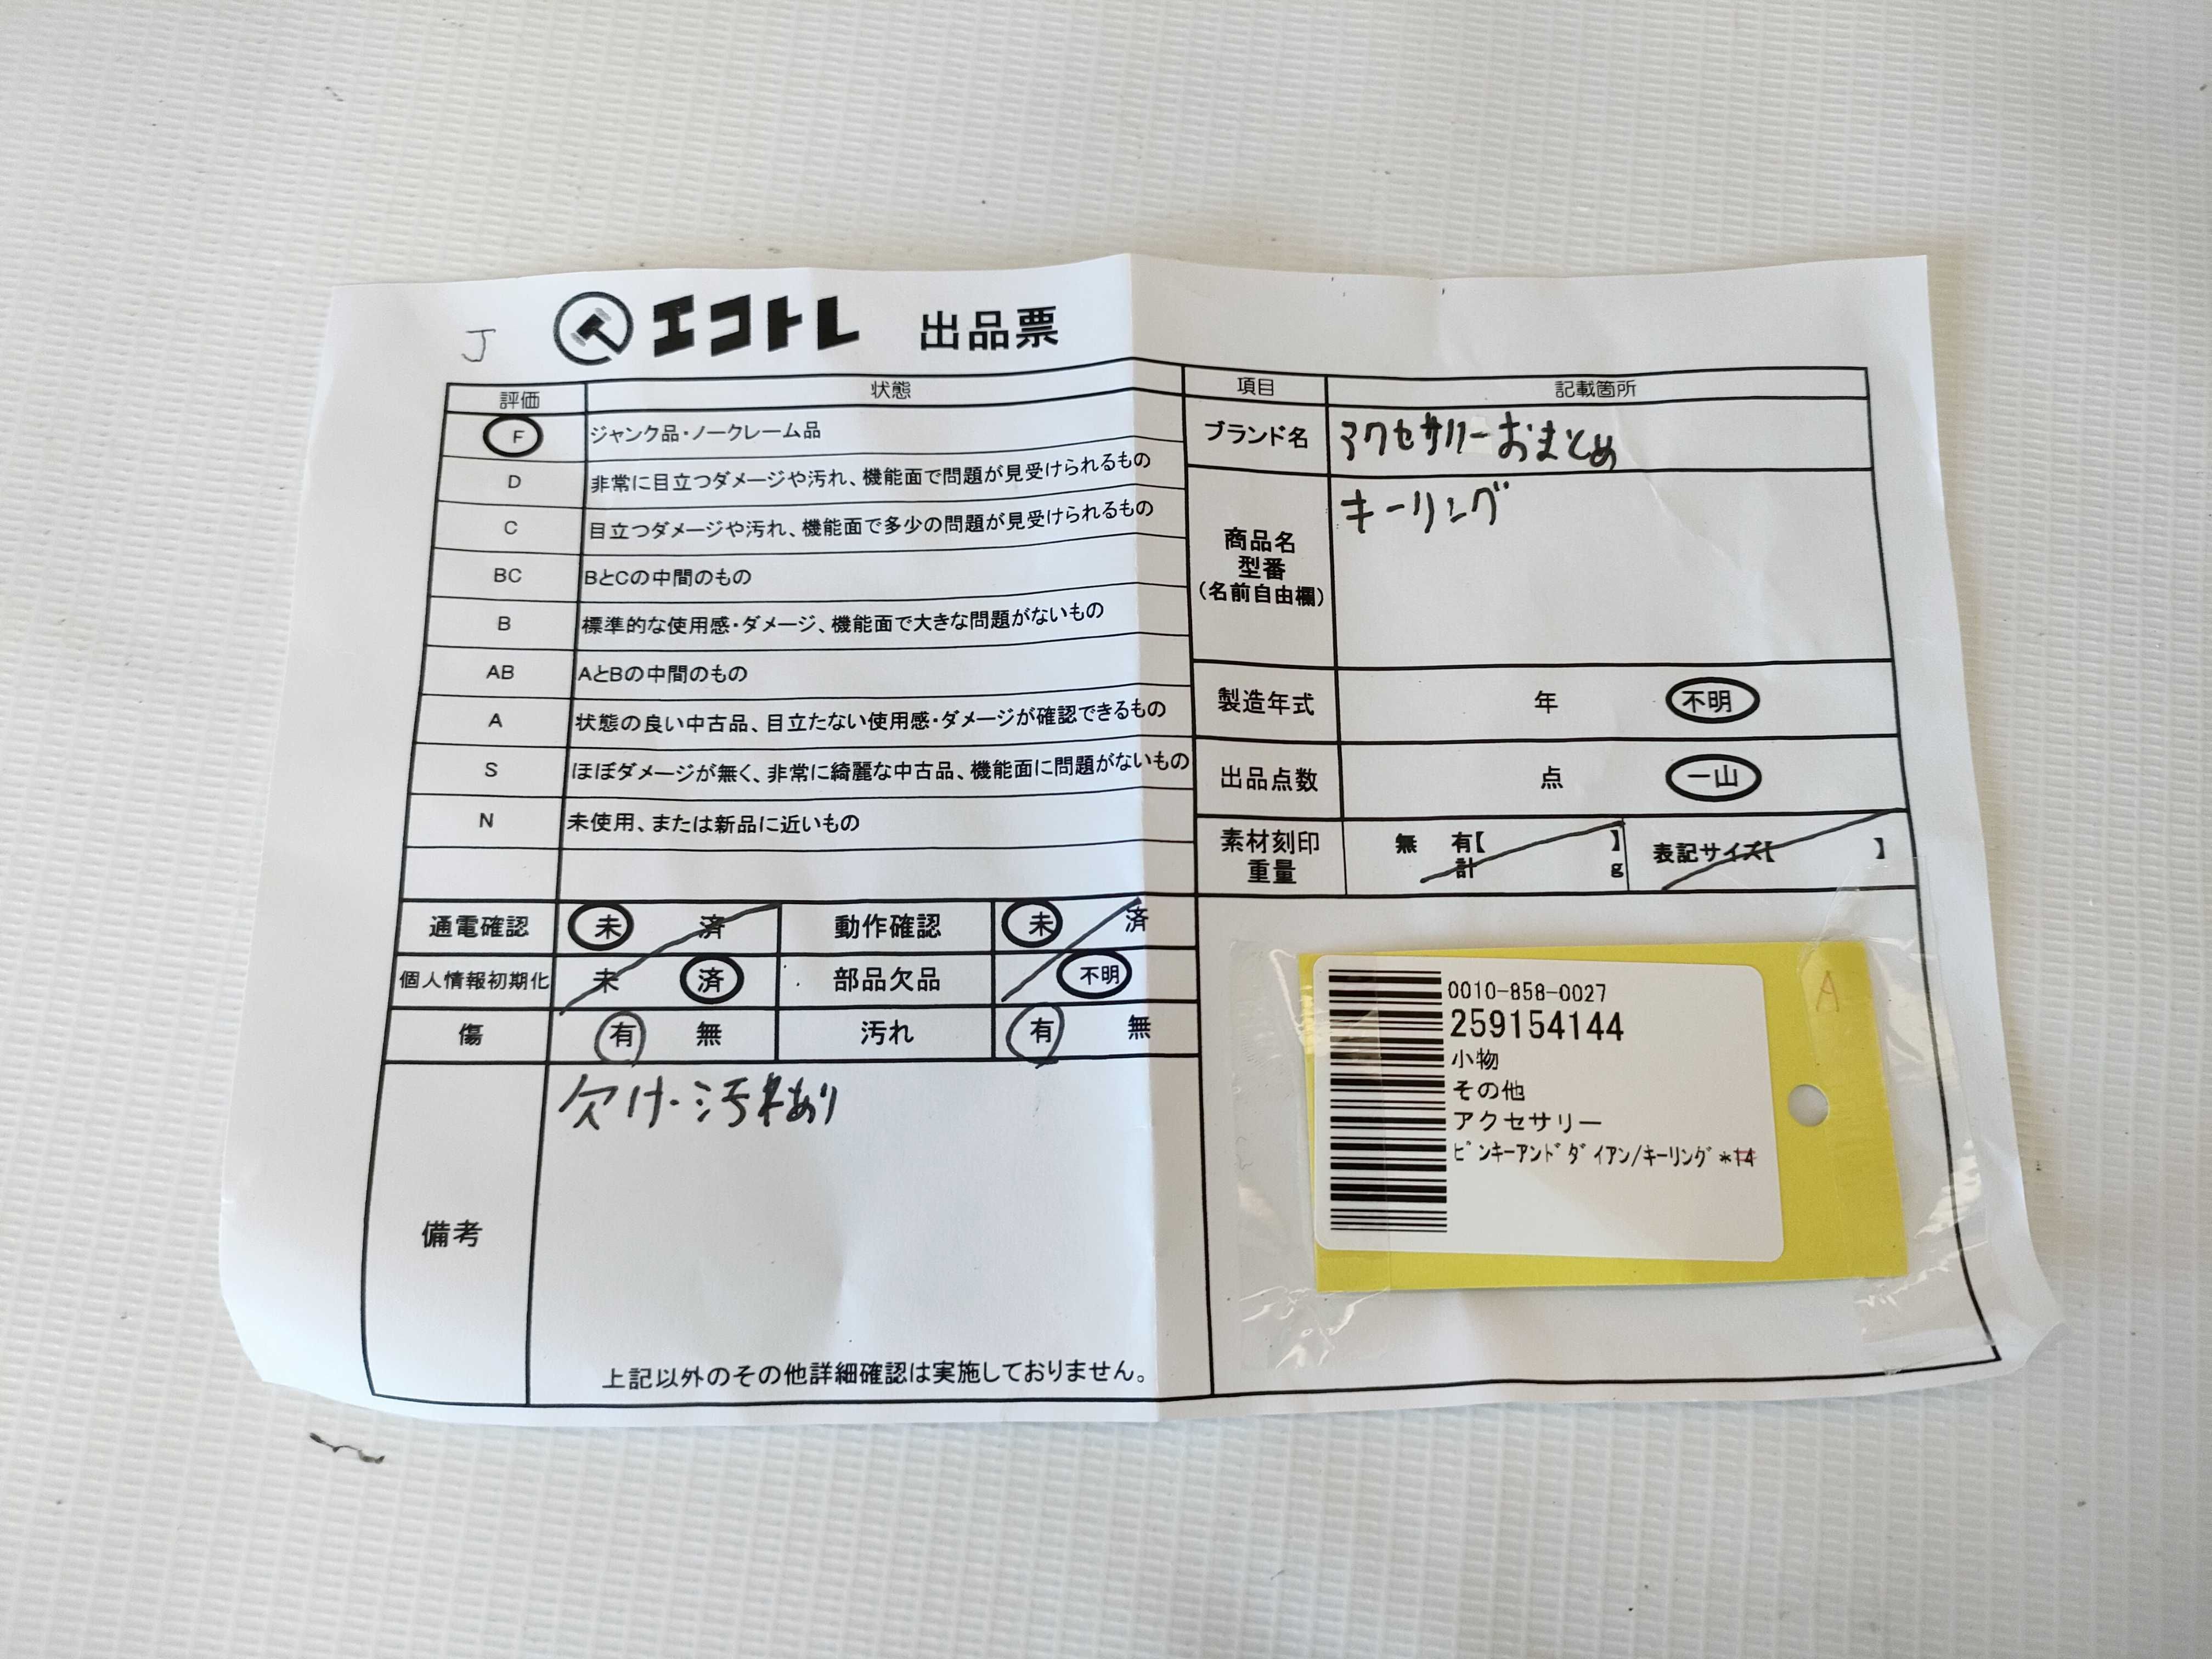 J
エコトレ 出品票
評価 状態
F ジャンク品・ノークレーム品
D 非常に目立つダメージや汚れ、機能面で問題が見受けられるもの
C 目立つダメージや汚れ、機能面で多少の問題が見受けられるもの
BC BとCの中間のもの
B 標準的な使用感・ダメージ、機能面で大きな問題がないもの
AB AとBの中間のもの
A 状態の良い中古品、目立たない使用感・ダメージが確認できるもの
S ほぼダメージが無く、非常に綺麗な中古品、機能面に問題がないもの
N 未使用、または新品に近いもの
通電確認 未 済 動作確認 未 済
個人情報初期化 未 済 部品欠品 不明
傷 有 無 汚れ 有 無
備考
欠け・汚れあり
上記以外のその他詳細確認は実施しておりません。
項目 記載箇所
ブランド名 アクセサリーおまとめ
商品名
型番
(名前自由欄)
キーリング
製造年式 年 不明
出品点数 点 一山
素材刻印 無 有【 】
重量 計 g
表記サイズ【 】
A
0010-858-0027
259154144
小物
その他
アクセサリー
ﾋﾟﾝｷｰｱﾝﾄﾞﾀﾞｲｱﾝ/ｷｰﾘﾝｸﾞ*14